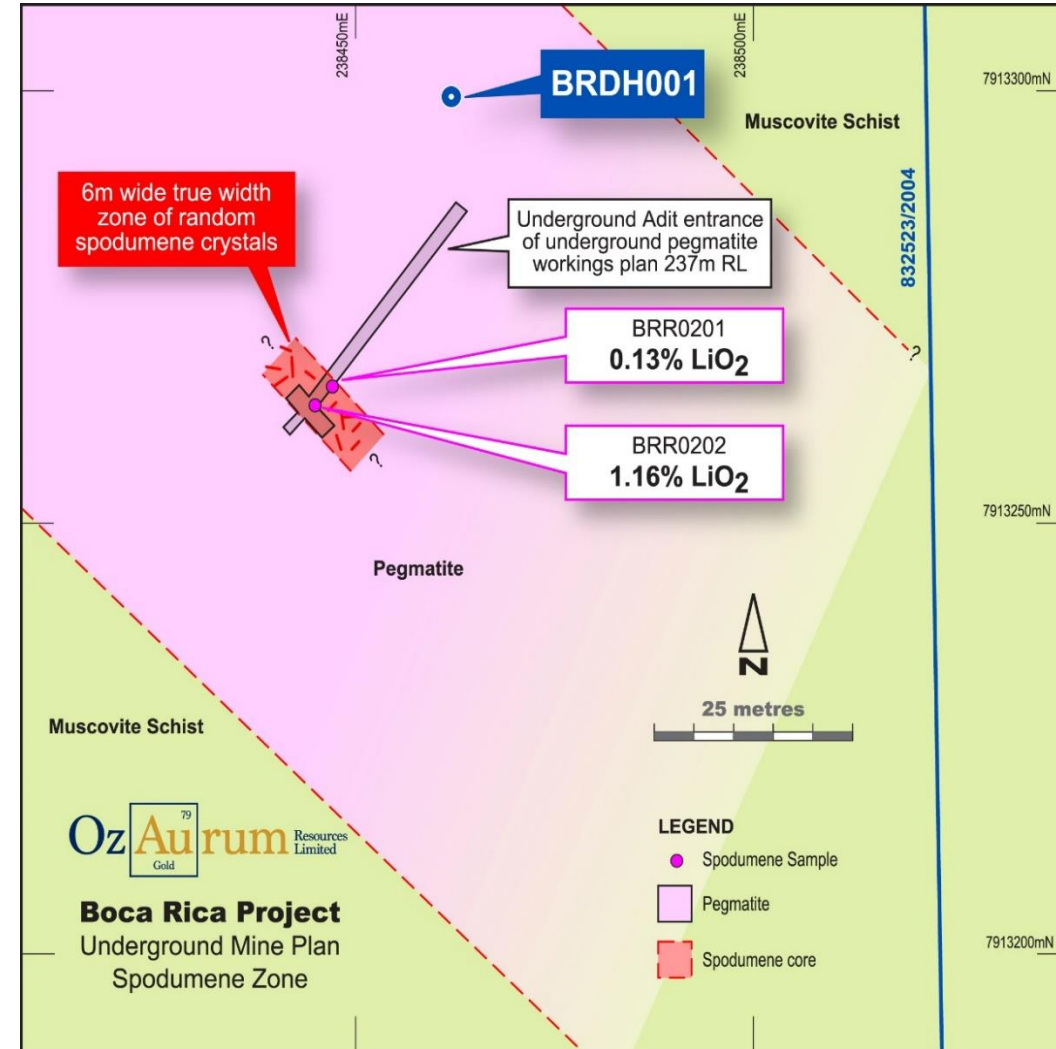 238450mE
238500mE
7913300mN
BRDH001
Muscovite Schist
832523/2004
6m wide true width
zone of random
spodumene crystals
Underground Adit entrance
of underground pegmatite
workings plan 237m RL
BRR0201
0.13% LiO2
?
?
BRR0202
1.16% LiO2
?
7913250mN
Pegmatite
N
25 metres
Muscovite Schist
79
OzAurum Resources
Limited
Gold
LEGEND
Spodumene Sample
Pegmatite
Spodumene core
Boca Rica Project
Underground Mine Plan
Spodumene Zone
7913200mN